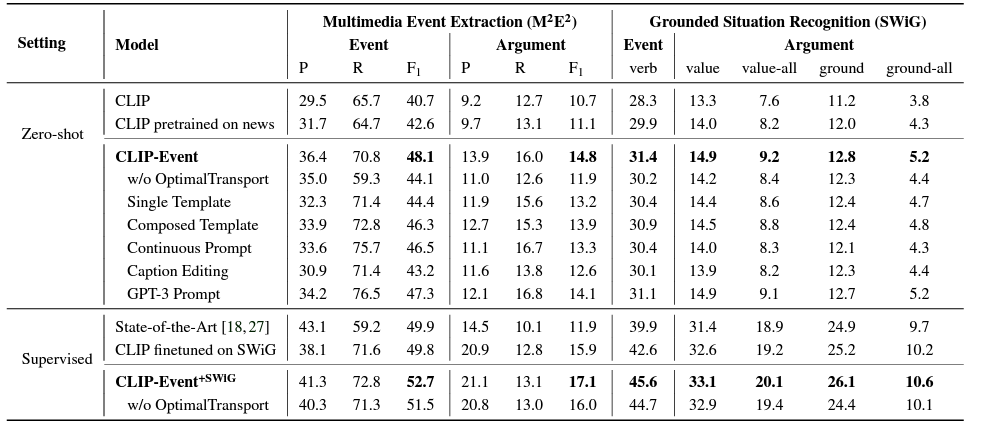 Multimedia Event Extraction (M²E²) Grounded Situation Recognition (SWiG)
Setting Model Event Argument Event Argument
P R F₁ P R F₁ verb value value-all ground ground-all
Zero-shot
CLIP 29.5 65.7 40.7 9.2 12.7 10.7 28.3 13.3 7.6 11.2 3.8
CLIP pretrained on news 31.7 64.7 42.6 9.7 13.1 11.1 29.9 14.0 8.2 12.0 4.3
CLIP-Event 36.4 70.8 48.1 13.9 16.0 14.8 31.4 14.9 9.2 12.8 5.2
w/o OptimalTransport 35.0 59.3 44.1 11.0 12.6 11.9 30.2 14.2 8.4 12.3 4.4
Single Template 32.3 71.4 44.4 11.9 15.6 13.2 30.4 14.4 8.6 12.4 4.7
Composed Template 33.9 72.8 46.3 12.7 15.3 13.9 30.9 14.5 8.8 12.4 4.8
Continuous Prompt 33.6 75.7 46.5 11.1 16.7 13.3 30.4 14.0 8.3 12.1 4.3
Caption Editing 30.9 71.4 43.2 11.6 13.8 12.6 30.1 13.9 8.2 12.3 4.4
GPT-3 Prompt 34.2 76.5 47.3 12.1 16.8 14.1 31.1 14.9 9.1 12.7 5.2
Supervised
State-of-the-Art [18,27] 43.1 59.2 49.9 14.5 10.1 11.9 39.9 31.4 18.9 24.9 9.7
CLIP finetuned on SWiG 38.1 71.6 49.8 20.9 12.8 15.9 42.6 32.6 19.2 25.2 10.2
CLIP-Event⁺ˢᵂⁱᴳ 41.3 72.8 52.7 21.1 13.1 17.1 45.6 33.1 20.1 26.1 10.6
w/o OptimalTransport 40.3 71.3 51.5 20.8 13.0 16.0 44.7 32.9 19.4 24.4 10.1